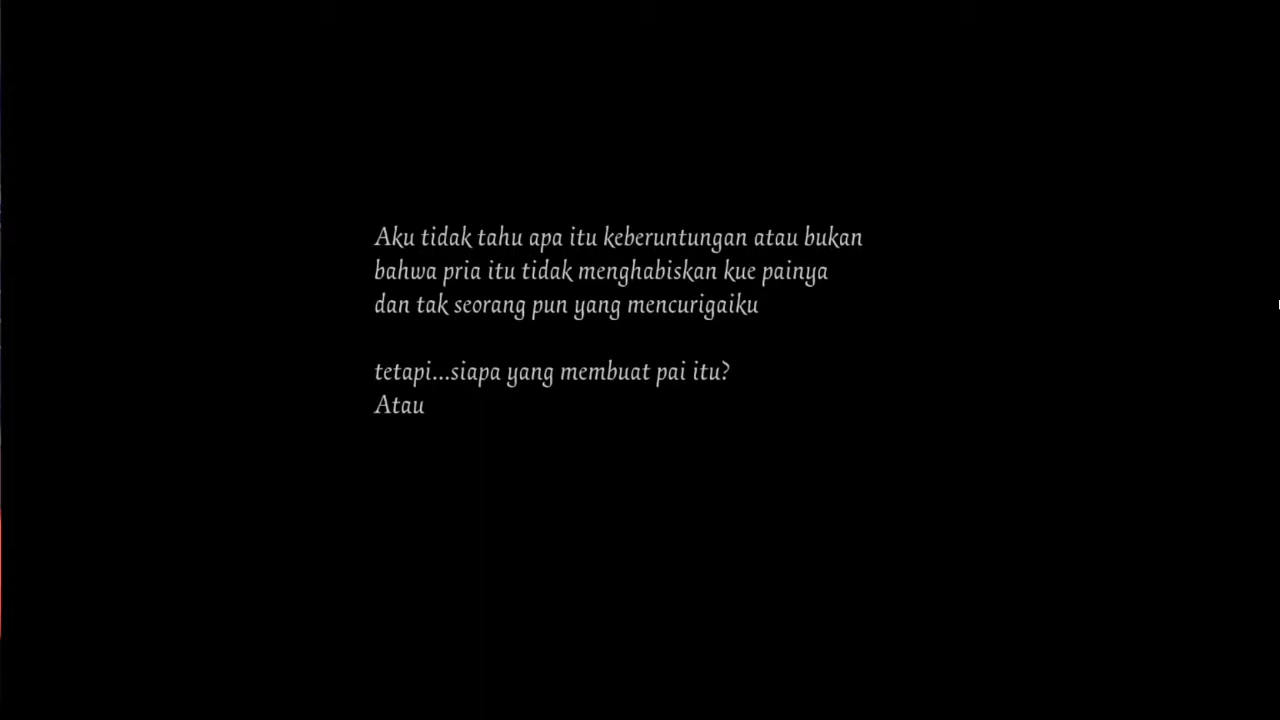 Aku tidak tahu apa itu keberuntungan atau bukan
bahwa pria itu tidak menghabiskan kue painya
dan tak seorang pun yang mencurigaiku
tetapi...siapa yang membuat pai itu?
Atau